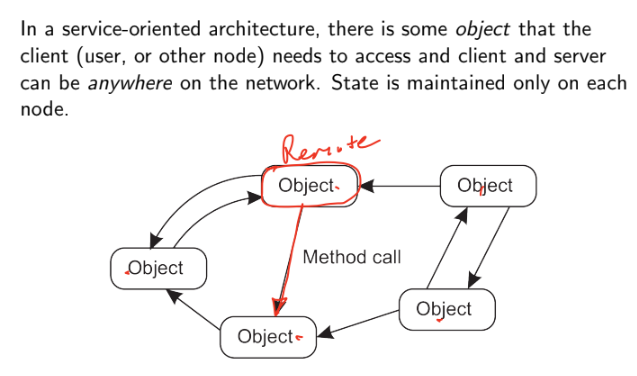 In a service-oriented architecture, there is some object that the
client (user, or other node) needs to access and client and server
can be anywhere on the network. State is maintained only on each
node.
Remote
Object
Object
Method call
Object
Object
Object